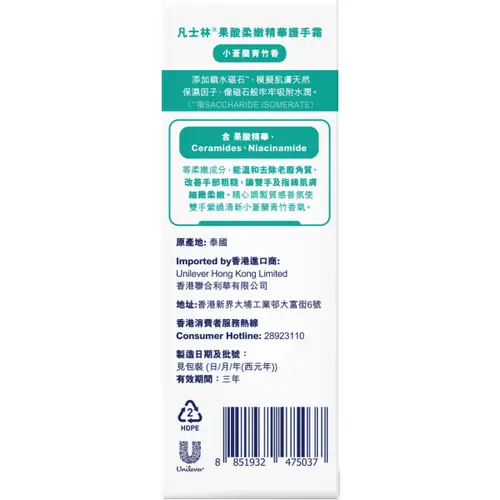 凡士林®果酸柔嫩精華護手霜
小蒼蘭青竹香
添加鎖水磁石™，模擬肌膚天然
保濕因子，像磁石般牢牢吸附水潤。
(™複SACCHARIDE ISOMERATE)
含 果酸精華、
Ceramides、Niacinamide
等柔嫩成分，能溫和去除老廢角質、
改善手部粗糙，讓雙手及指緣肌膚
細緻柔嫩。精心調製質感香氛使
雙手縈繞清新小蒼蘭青竹香氣。
原產地: 泰國
Imported by香港進口商:
Unilever Hong Kong Limited
香港聯合利華有限公司
地址:香港新界大埔工業邨大富街6號
香港消費者服務熱線
Consumer Hotline: 28923110
製造日期及批號：
見包裝 (日/月/年(西元年))
有效期間：三年
2
HDPE
Unilever
8 851932 475037